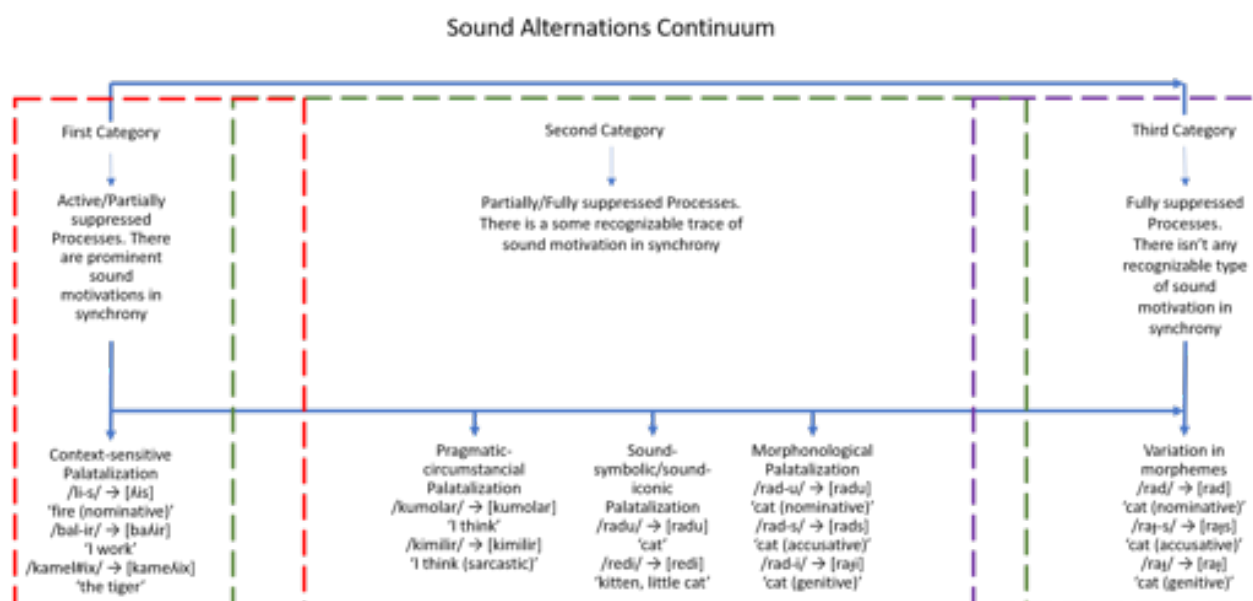 Sound Alternations Continuum
First Category
Active/Partially
suppressed
Processes. There
are prominent
sound
motivations in
synchrony
Second Category
Partially/Fully suppressed Processes.
There is a some recognizable trace of
sound motivation in synchrony
Third Category
Fully suppressed
Processes.
There isn't any
recognizable type
of sound
motivation in
synchrony
Context-sensitive
Palatalization
/li-s/ → [ʎis]
'fire (nominative)'
/bal-ir/ → [baʎir]
'I work'
/kamel#ix/ → [kameʎix]
'the tiger'
Pragmatic-
circumstancial
Palatalization
/kumolar/ → [kumolar]
'I think'
/kimilir/ → [kimilir]
'I think (sarcastic)'
Sound-
symbolic/sound-
iconic
Palatalization
/radu/ → [radu]
'cat'
/redi/ → [redi]
'kitten, little cat'
Morphonological
Palatalization
/rad-u/ → [radu]
'cat (nominative)'
/rad-s/ → [rads]
'cat (accusative)'
/rad-i/ → [raɟi]
'cat (genitive)'
Variation in
morphemes
/rad/ → [rad]
'cat (nominative)'
/raɟ-s/ → [raɟs]
'cat (accusative)'
/raɟ/ → [raɟ]
'cat (genitive)'